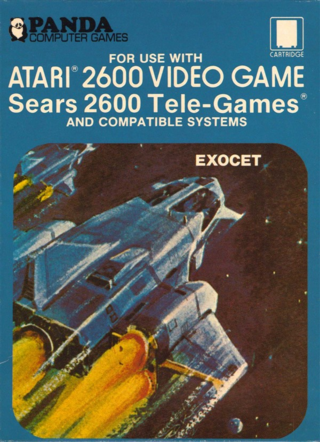 PANDA
COMPUTER GAMES
CARTRIDGE
FOR USE WITH
ATARI® 2600 VIDEO GAME
Sears 2600 Tele-Games®
AND COMPATIBLE SYSTEMS
EXOCET